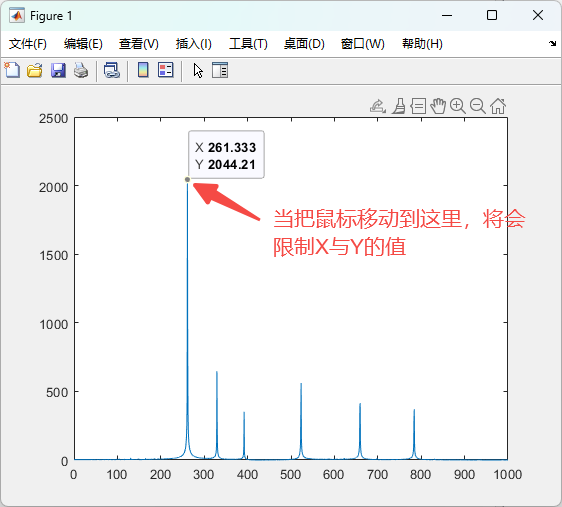 Figure 1
文件(F) 编辑(E) 查看(V) 插入(I) 工具(T) 桌面(D) 窗口(W) 帮助(H)
2500
X 261.333
Y 2044.21
2000
当把鼠标移动到这里，将会
限制X与Y的值
1500
1000
500
0
0 100 200 300 400 500 600 700 800 900 1000